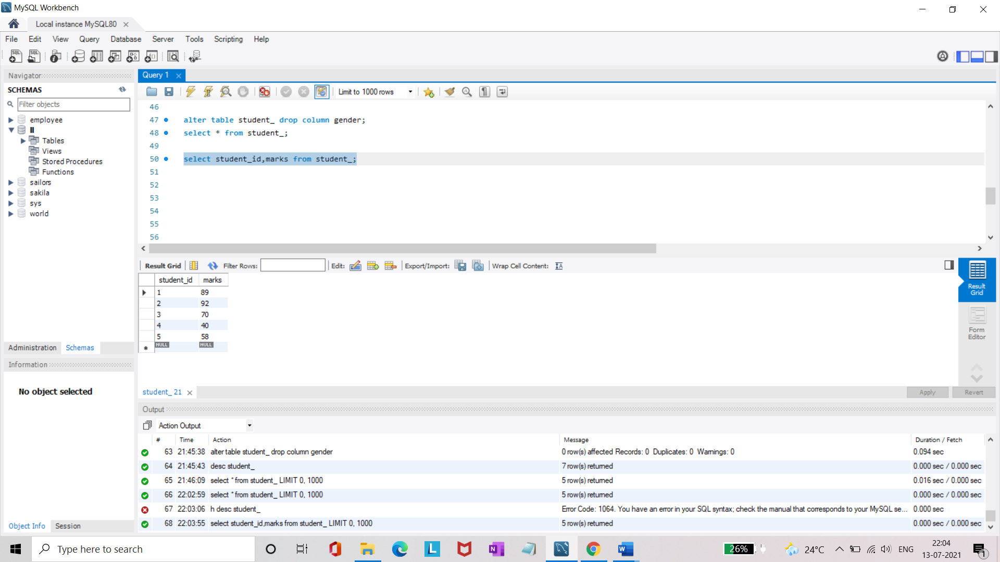 MySQL Workbench
Local instance MySQL80
File Edit View Query Database Server Tools Scripting Help
Navigator
SCHEMAS
Filter objects
employee
ll
Tables
Views
Stored Procedures
Functions
sailors
sakila
sys
world
Administration Schemas
Information
No object selected
Object Info Session
Query 1
Limit to 1000 rows
46
47 alter table student_ drop column gender;
48 select * from student_;
49
50 select student_id,marks from student_;
51
52
53
54
55
56
Result Grid Filter Rows: Edit: Export/Import: Wrap Cell Content:
student_id marks
1 89
2 92
3 70
4 40
5 58
NULL NULL
Result Grid
Form Editor
student_ 21
Apply Revert
Output
Action Output
# Time Action Message Duration / Fetch
63 21:45:38 alter table student_ drop column gender 0 row(s) affected Records: 0 Duplicates: 0 Warnings: 0 0.094 sec
64 21:45:43 desc student_ 7 row(s) returned 0.000 sec / 0.000 sec
65 21:46:09 select * from student_ LIMIT 0, 1000 5 row(s) returned 0.016 sec / 0.000 sec
66 22:02:59 select * from student_ LIMIT 0, 1000 5 row(s) returned 0.000 sec / 0.000 sec
67 22:03:06 h desc student_ Error Code: 1064. You have an error in your SQL syntax; check the manual that corresponds to your MySQL se... 0.000 sec
68 22:03:55 select student_id,marks from student_ LIMIT 0, 1000 5 row(s) returned 0.000 sec / 0.000 sec
Type here to search
26%
24°C
ENG
22:04
13-07-2021
1